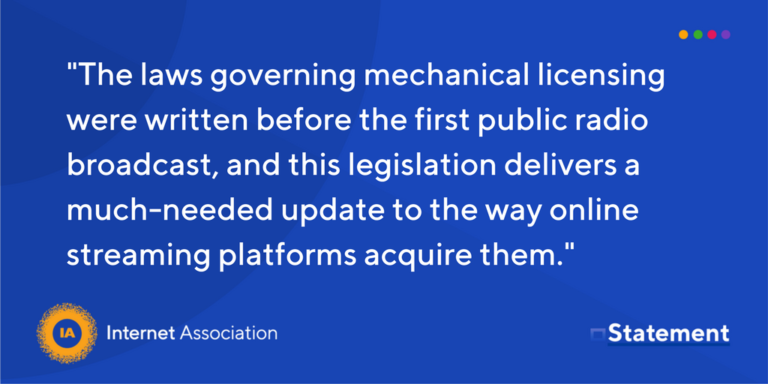 "The laws governing mechanical licensing
were written before the first public radio
broadcast, and this legislation delivers a
much-needed update to the way online
streaming platforms acquire them."
IA
Internet Association
Statement